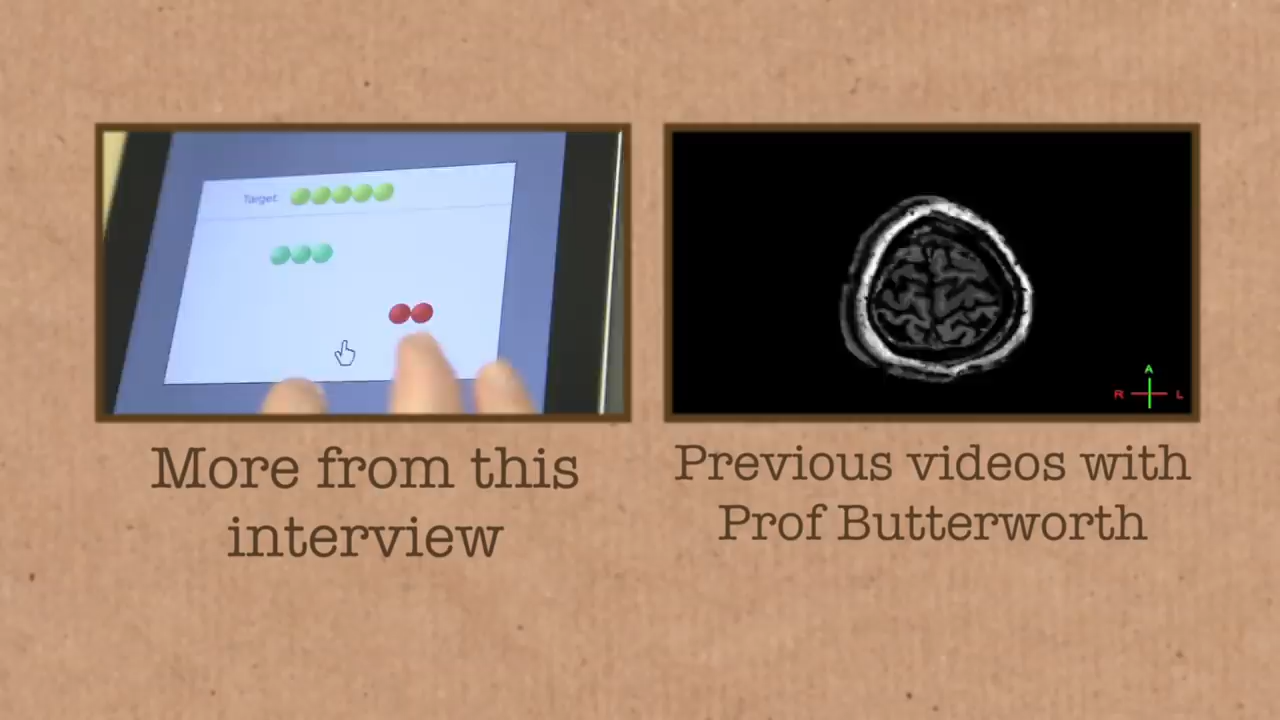 Target:
R A L
More from this
interview
Previous videos with
Prof Butterworth